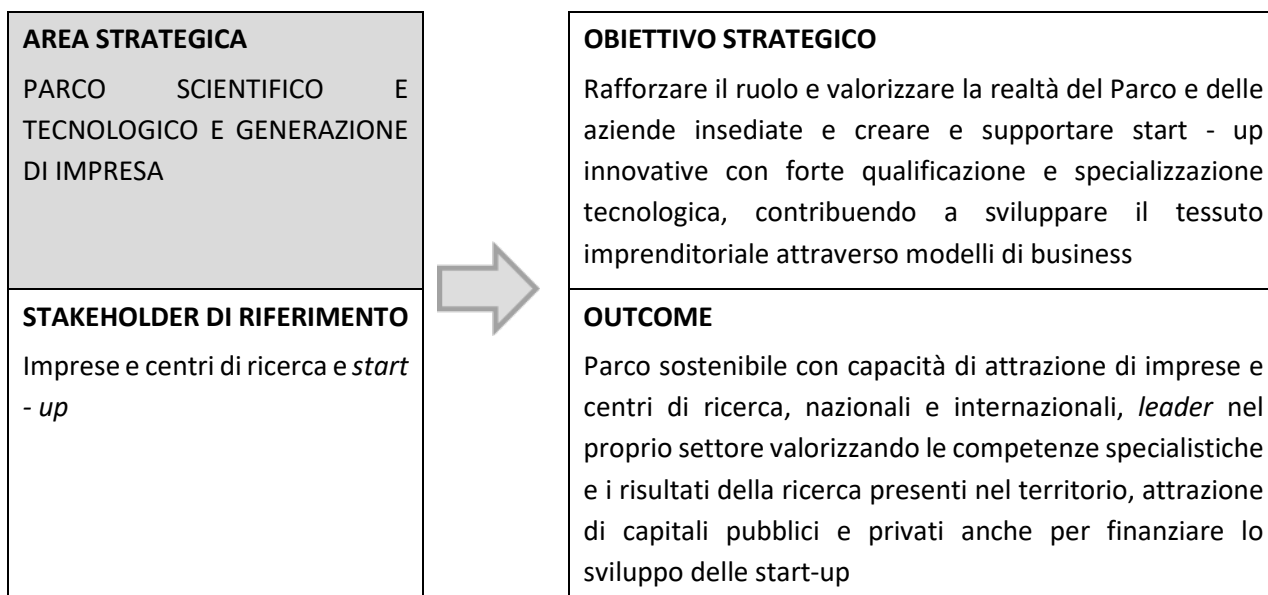 AREA STRATEGICA
PARCO SCIENTIFICO E
TECNOLOGICO E GENERAZIONE
DI IMPRESA
STAKEHOLDER DI RIFERIMENTO
Imprese e centri di ricerca e start
- up
OBIETTIVO STRATEGICO
Rafforzare il ruolo e valorizzare la realtà del Parco e delle
aziende insediate e creare e supportare start - up
innovative con forte qualificazione e specializzazione
tecnologica, contribuendo a sviluppare il tessuto
imprenditoriale attraverso modelli di business
OUTCOME
Parco sostenibile con capacità di attrazione di imprese e
centri di ricerca, nazionali e internazionali, leader nel
proprio settore valorizzando le competenze specialistiche
e i risultati della ricerca presenti nel territorio, attrazione
di capitali pubblici e privati anche per finanziare lo
sviluppo delle start-up